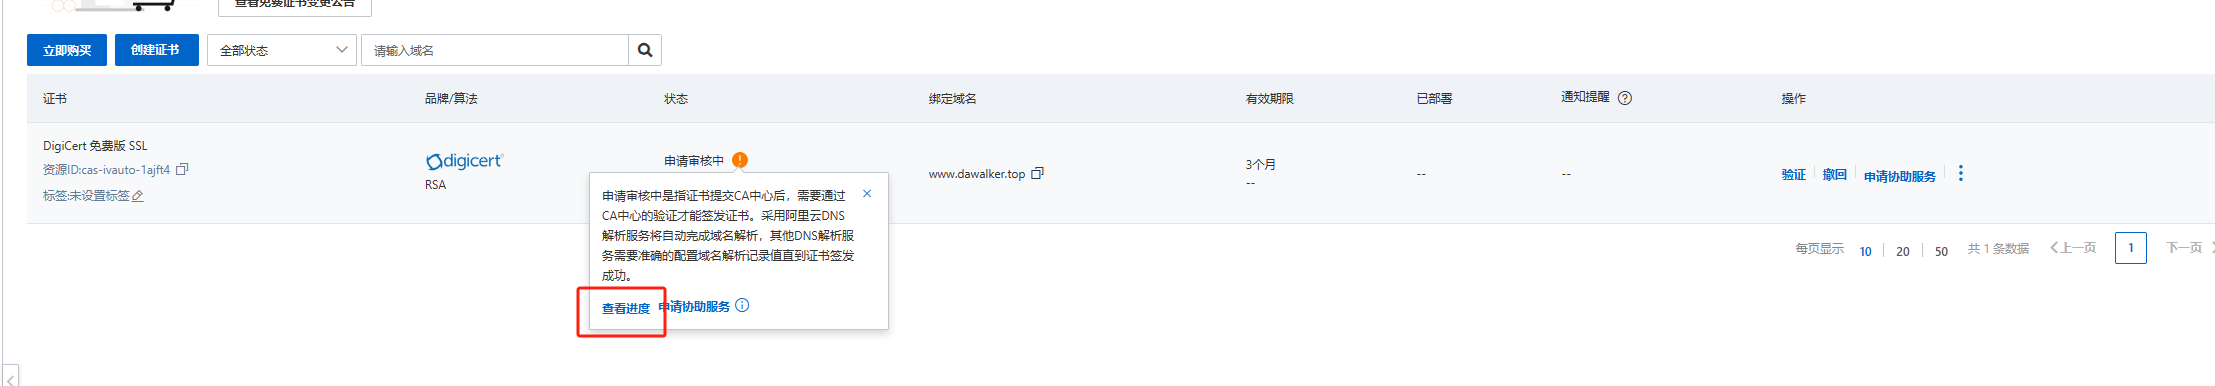 查看免费证书变更公告
立即购买 创建证书 全部状态 请输入域名
证书 品牌/算法 状态 绑定域名 有效期限 已部署 通知提醒 操作
DigiCert 免费版 SSL
资源ID:cas-ivauto-1ajft4
标签:未设置标签
digicert
RSA
申请审核中
www.dawalker.top
3个月
--
--
--
验证 撤回 申请协助服务
申请审核中是指证书提交CA中心后，需要通过
CA中心的验证才能签发证书。采用阿里云DNS
解析服务将自动完成域名解析，其他DNS解析服
务需要准确的配置域名解析记录值直到证书签发
成功。
查看进度 申请协助服务
每页显示 10 20 50 共 1 条数据 上一页 1 下一页